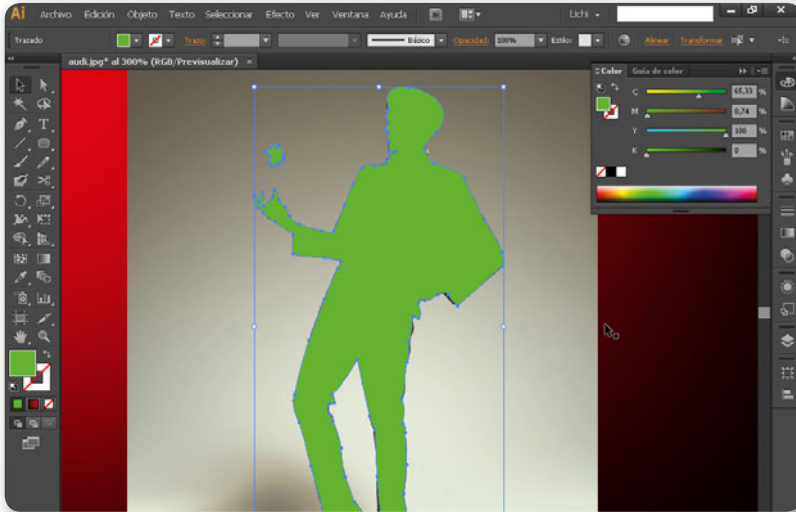 Ai Archivo Edición Objeto Texto Seleccionar Efecto Ver Ventana Ayuda Lichi
Trazado Trazo: Básico Opacidad: 100% Estilo: Alinear Transformar
audi.jpg* al 300% (RGB/Previsualizar) ×
Color Guía de color
C 65,33 %
M 0,74 %
Y 100 %
K 0 %
T